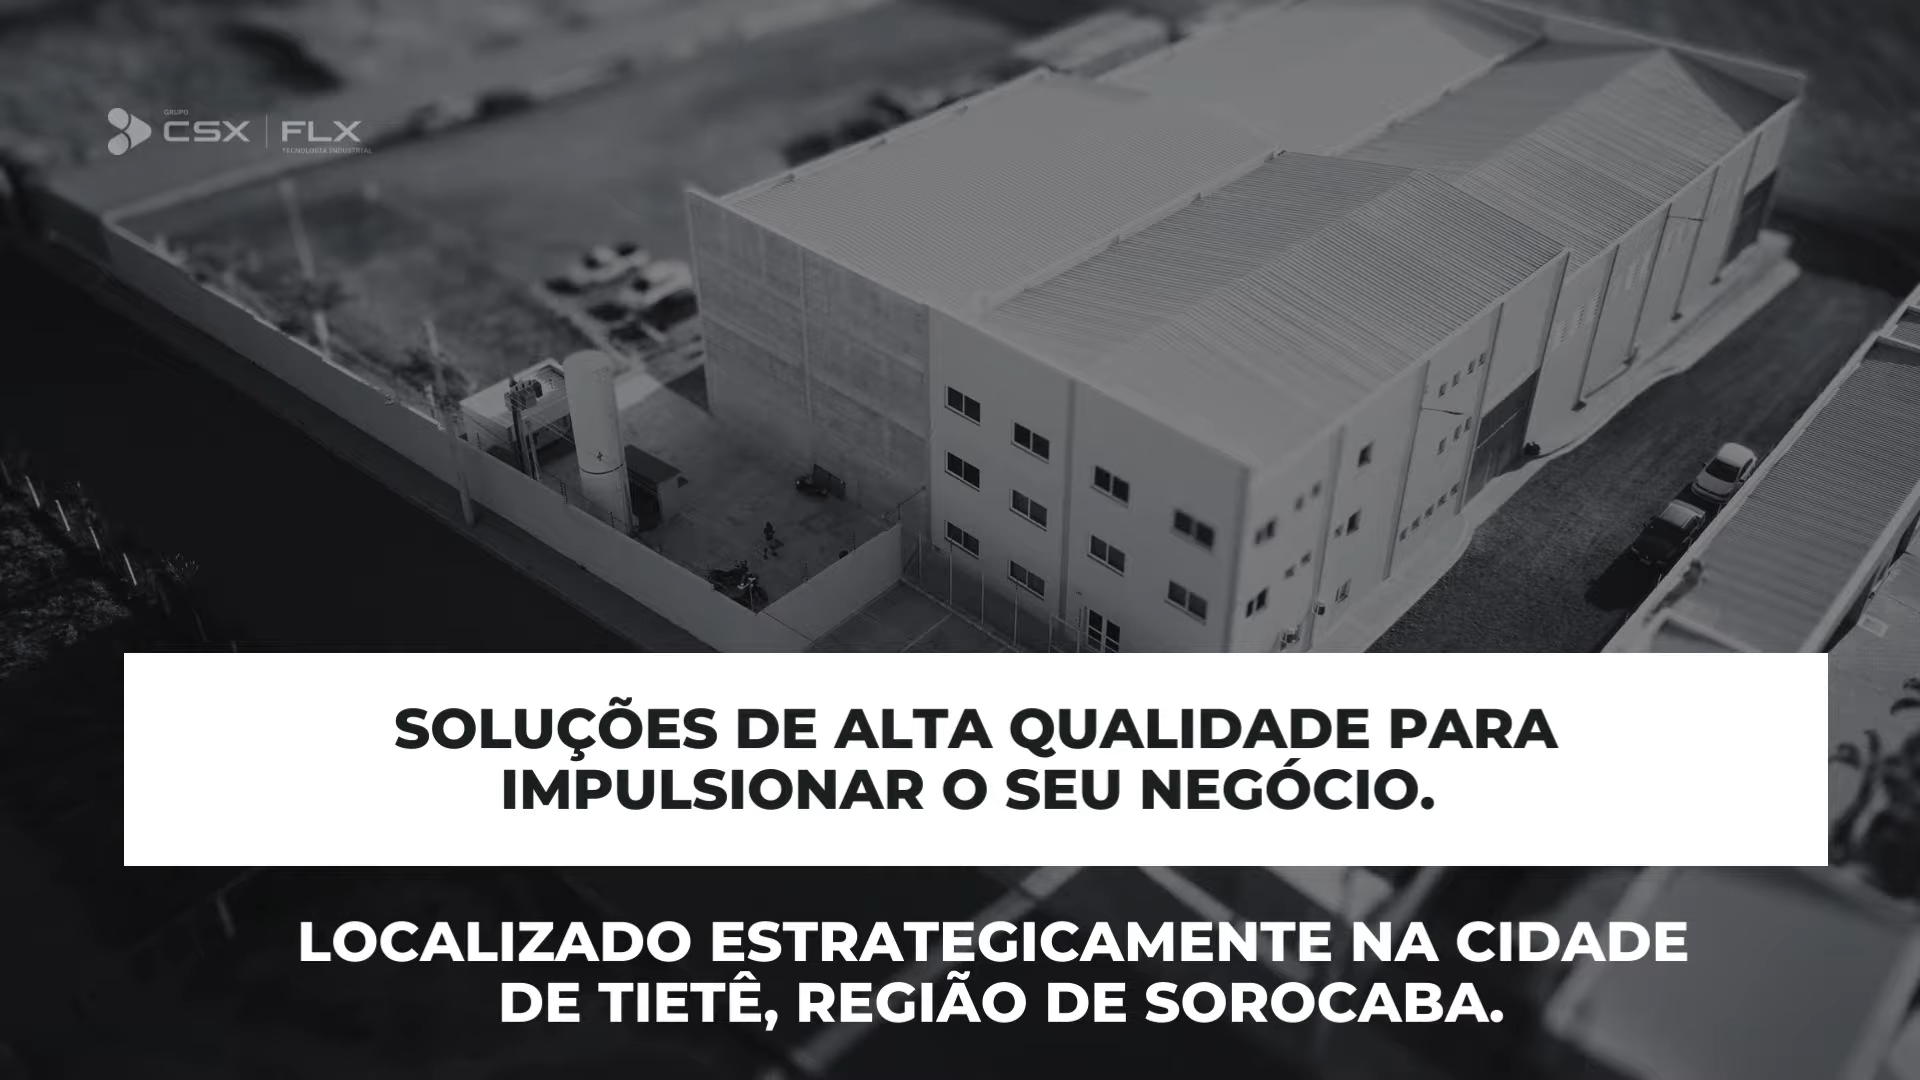 GRUPO
CSX | FLX
TECNOLOGIA INDUSTRIAL
SOLUÇÕES DE ALTA QUALIDADE PARA
IMPULSIONAR O SEU NEGÓCIO.
LOCALIZADO ESTRATEGICAMENTE NA CIDADE
DE TIETÊ, REGIÃO DE SOROCABA.